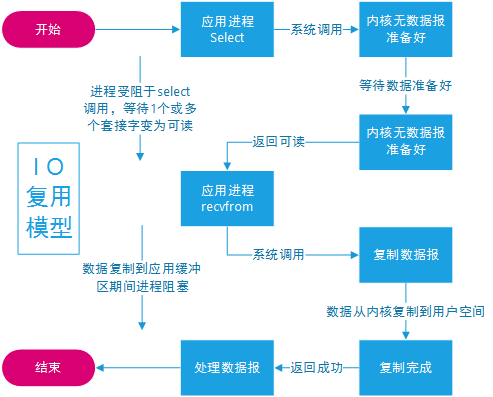 开始
应用进程
Select
系统调用
内核无数据报
准备好
进程受阻于select
调用，等待1个或多
个套接字变为可读
等待数据准备好
返回可读
内核无数据报
准备好
IO
复用
模型
应用进程
recvfrom
系统调用
复制数据报
数据复制到应用缓冲
区期间进程阻塞
数据从内核复制到用户空间
结束
处理数据报
返回成功
复制完成